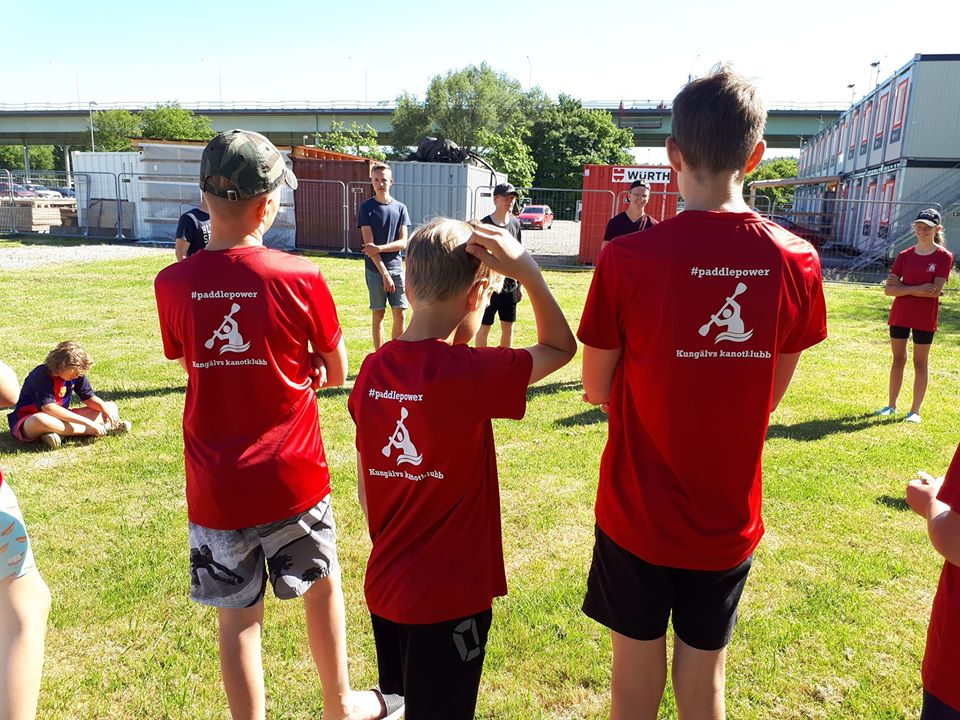 WÜRTH
#paddlepower
Kungälvs kanotklubb
#paddlepower
Kungälvs kanotklubb
#paddlepower
Kungälvs kanotklubb